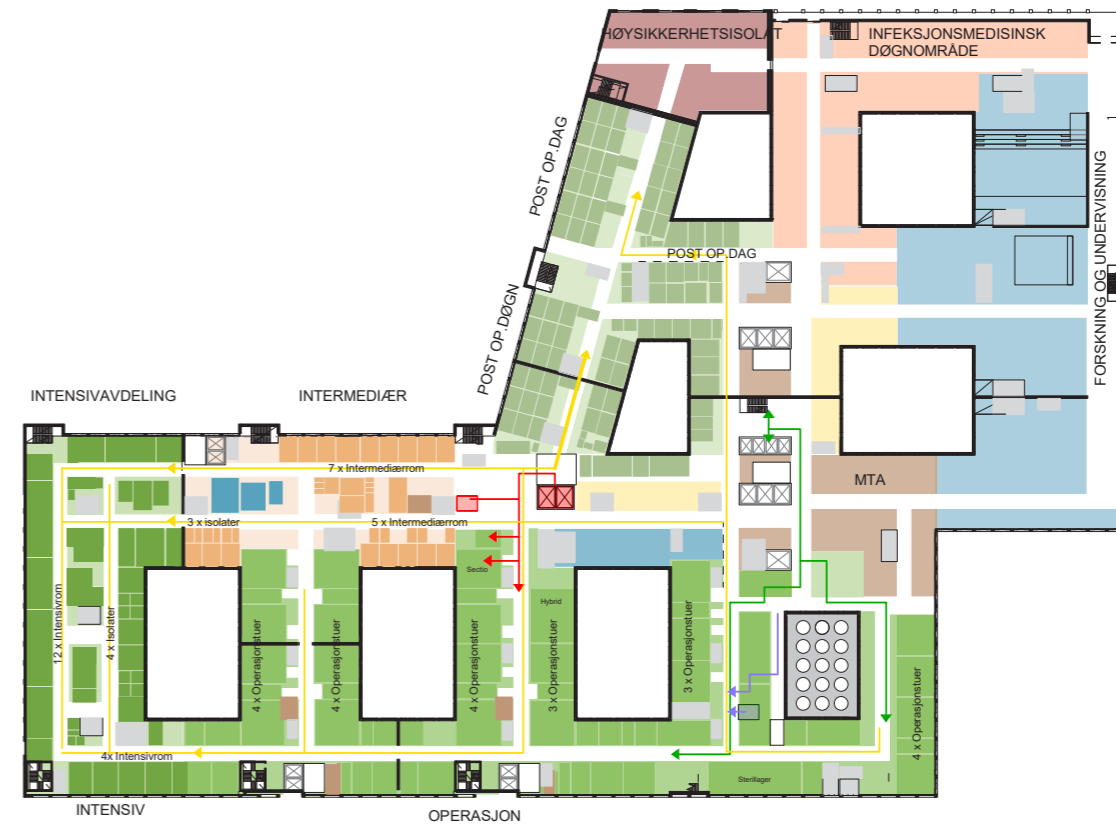 HØYSIKKERHETSISOLAT
INFEKSJONSMEDISINSK
DØGNOMRÅDE
POST OP.DAG
FORSKNING OG UNDERVISNING
POST OP.DAG
POST OP.DØGN
INTENSIVAVDELING
INTERMEDIÆR
7 x Intermediærrom
MTA
3 x isolater
5 x Intermediærrom
Sectio
12 x Intensivrom
4 x Isolater
Hybrid
4 x Operasjonstuer
4 x Operasjonstuer
4 x Operasjonstuer
3 x Operasjonstuer
3 x Operasjonstuer
4 x Operasjonstuer
4x Intensivrom
Sterillager
INTENSIV
OPERASJON